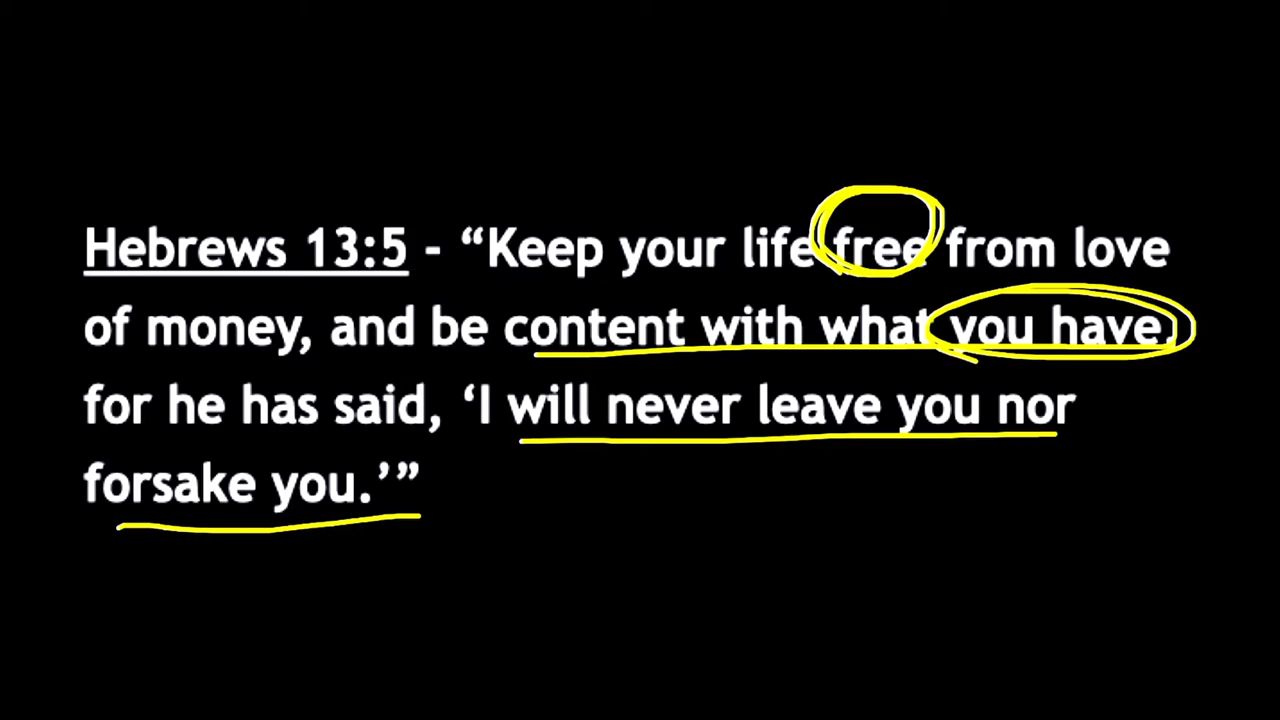 Hebrews 13:5 - “Keep your life free from love
of money, and be content with what you have,
for he has said, ‘I will never leave you nor
forsake you.’”